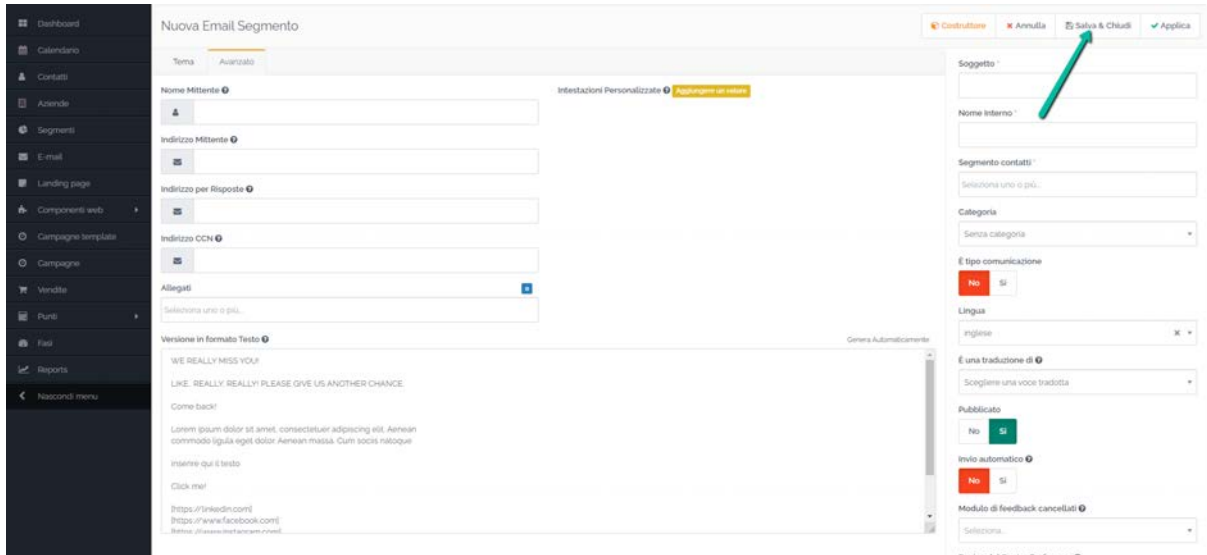 Dashboard
Calendario
Contatti
Aziende
Segmenti
E-mail
Landing page
Componenti web
Campagne template
Campagne
Vendite
Punti
Fasi
Reports
Nascondi menu
Nuova Email Segmento
Costruttore
Annulla
Salva & Chiudi
Applica
Tema
Avanzato
Nome Mittente
Intestazioni Personalizzate Aggiungere un valore
Indirizzo Mittente
Indirizzo per Risposte
Indirizzo CCN
Allegati
Seleziona uno o più...
Versione in formato Testo
Genera Automaticamente
WE REALLY MISS YOU!
LIKE, REALLY, REALLY! PLEASE GIVE US ANOTHER CHANCE.
Come back!
Lorem ipsum dolor sit amet, consectetuer adipiscing elit. Aenean
commodo ligula eget dolor. Aenean massa. Cum sociis natoque
Inserire qui il testo
Click me!
[https://linkedin.com]
[https://www.facebook.com]
[https://www.instagram.com]
Soggetto *
Nome Interno *
Segmento contatti *
Seleziona uno o più...
Categoria
Senza categoria
È tipo comunicazione
No Sì
Lingua
inglese
È una traduzione di
Scegliere una voce tradotta
Pubblicato
No Sì
Invio automatico
No Sì
Modulo di feedback cancellati
Seleziona...